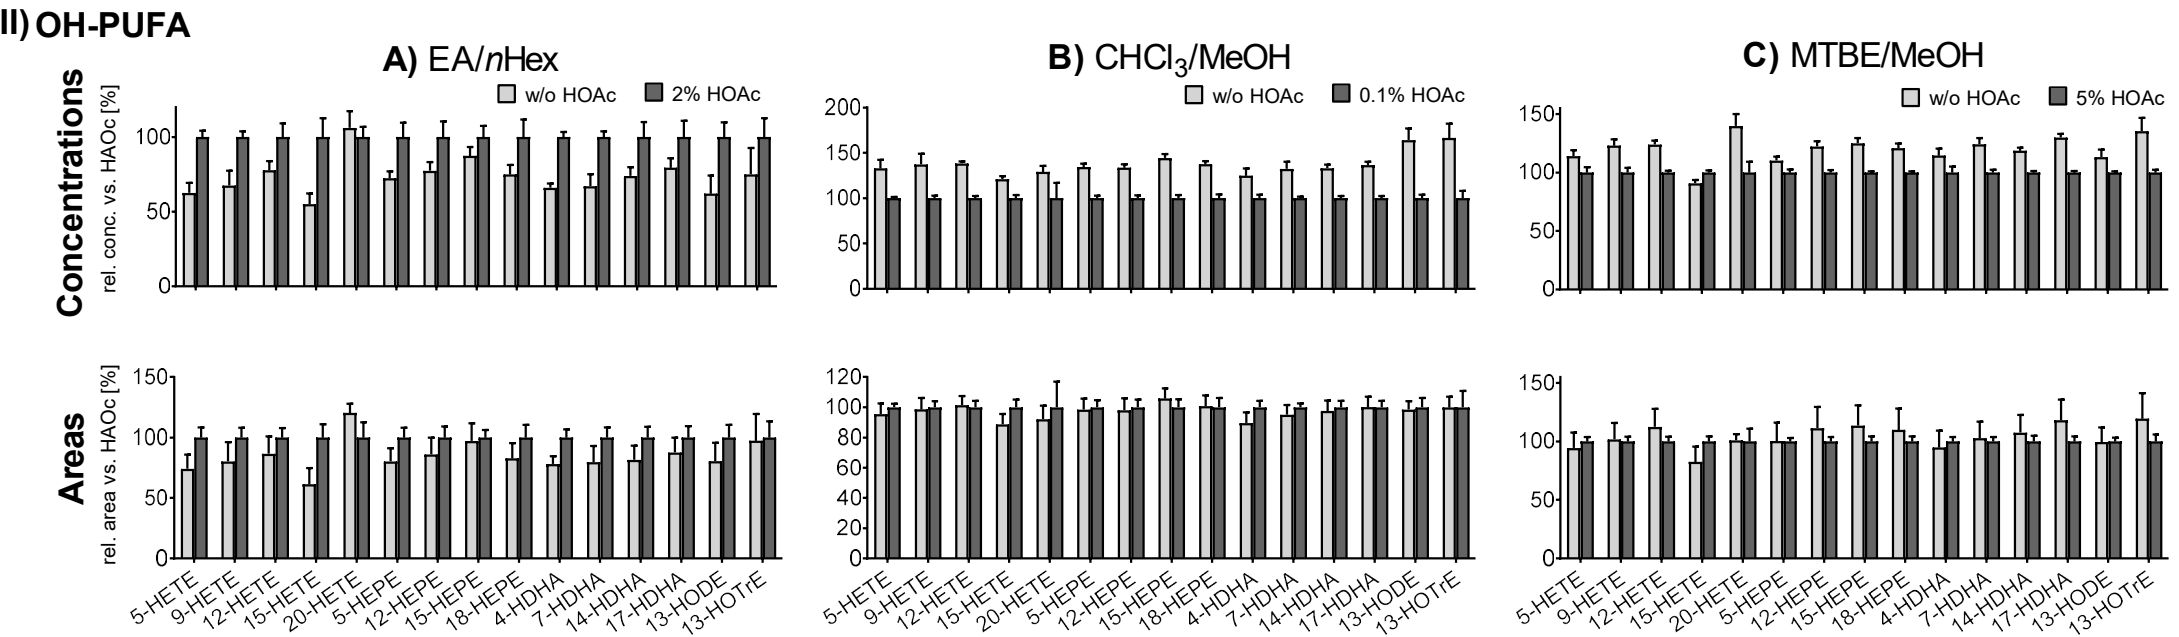 II) OH-PUFA
A) EA/nHex
w/o HOAc 2% HOAc
B) CHCl3/MeOH
w/o HOAc 0.1% HOAc
C) MTBE/MeOH
w/o HOAc 5% HOAc
Concentrations
rel. conc. vs. HAOc [%]
100
50
0
200
150
100
50
0
150
100
50
0
Areas
rel. area vs. HAOc [%]
150
100
50
0
120
100
80
60
40
20
0
150
100
50
0
5-HETE 9-HETE 12-HETE 15-HETE 20-HETE 5-HEPE 12-HEPE 15-HEPE 18-HEPE 4-HDHA 7-HDHA 14-HDHA 17-HDHA 13-HODE 13-HOTrE
5-HETE 9-HETE 12-HETE 15-HETE 20-HETE 5-HEPE 12-HEPE 15-HEPE 18-HEPE 4-HDHA 7-HDHA 14-HDHA 17-HDHA 13-HODE 13-HOTrE
5-HETE 9-HETE 12-HETE 15-HETE 20-HETE 5-HEPE 12-HEPE 15-HEPE 18-HEPE 4-HDHA 7-HDHA 14-HDHA 17-HDHA 13-HODE 13-HOTrE